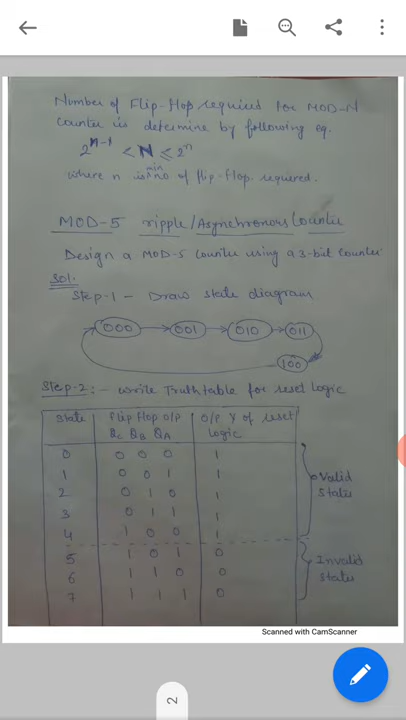 Number of Flip-flop required for MOD-N
Counter is determine by following eq.
2^n-1 < N ≤ 2^n
where n is min no of flip-flop required.
MOD-5 ripple/Asynchronous Counter
Design a MOD-5 Counter using a 3-bit Counter
Sol:
Step-1 - Draw state diagram
000 001 010 011
100
Step-2:- write Truth table for reset logic
State Flip Flop O/P O/P Y of reset
QC QB QA Logic
0 0 0 0 1
1 0 0 1 1
2 0 1 0 1
3 0 1 1 1
4 1 0 0 1
Valid
States
5 1 0 1 0
6 1 1 0 0
7 1 1 1 0
Invalid
states
Scanned with CamScanner
2